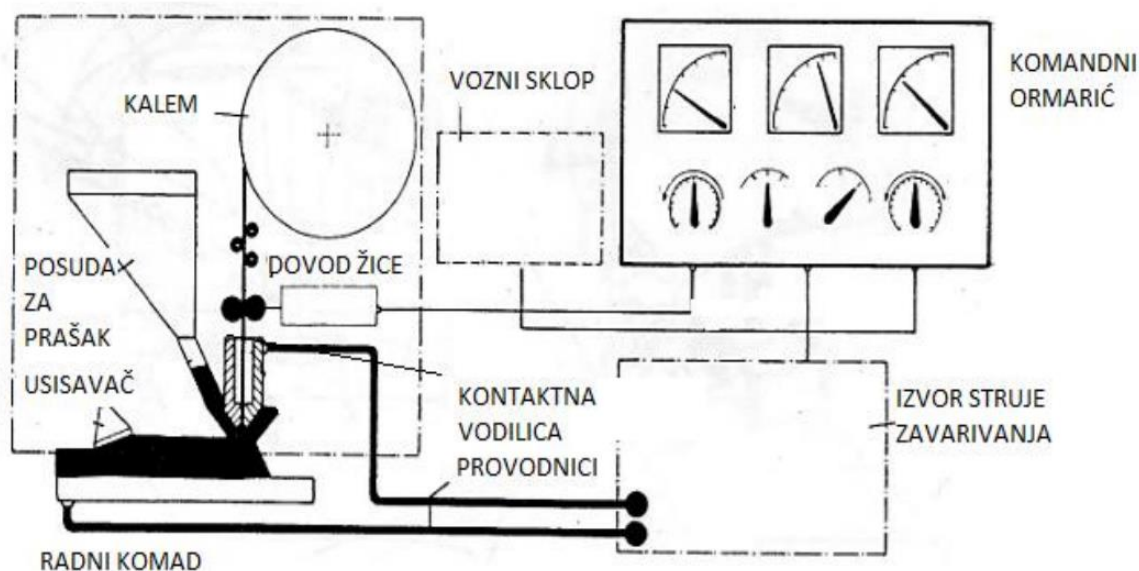 KALEM
VOZNI SKLOP
KOMANDNI
ORMARIĆ
POSUDA
ZA
PRAŠAK
USISAVAČ
DOVOD ŽICE
KONTAKTNA
VODILICA
PROVODNICI
IZVOR STRUJE
ZAVARIVANJA
RADNI KOMAD